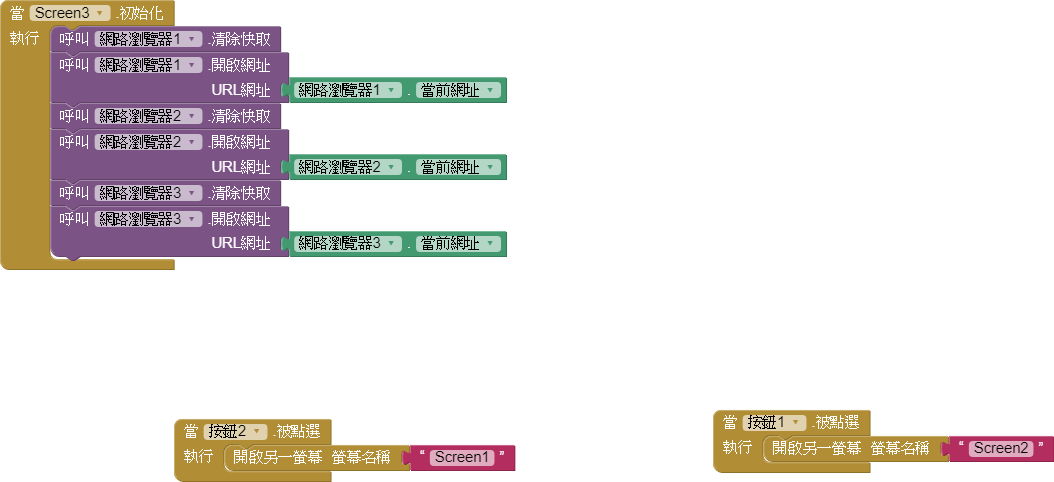 當 Screen3 .初始化
執行 呼叫 網路瀏覽器1 .清除快取
呼叫 網路瀏覽器1 .開啟網址
URL網址 網路瀏覽器1 . 當前網址
呼叫 網路瀏覽器2 .清除快取
呼叫 網路瀏覽器2 .開啟網址
URL網址 網路瀏覽器2 . 當前網址
呼叫 網路瀏覽器3 .清除快取
呼叫 網路瀏覽器3 .開啟網址
URL網址 網路瀏覽器3 . 當前網址
當 按鈕2 .被點選
執行 開啟另一螢幕 螢幕名稱 “ Screen1 ”
當 按鈕1 .被點選
執行 開啟另一螢幕 螢幕名稱 “ Screen2 ”